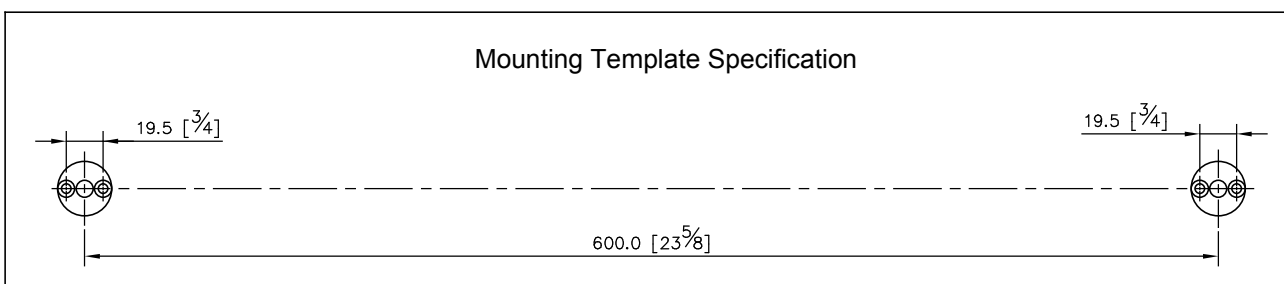 Mounting Template Specification
19.5 [3/4]
19.5 [3/4]
600.0 [23 5/8]